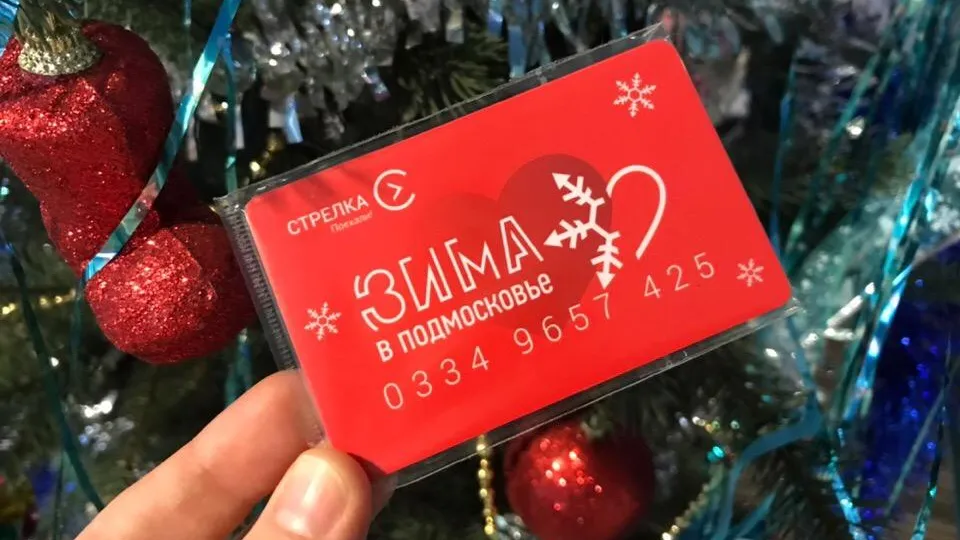 СТРЕЛКА
Поехали!
ЗИМА
В ПОДМОСКОВЬЕ
0334 9657 425